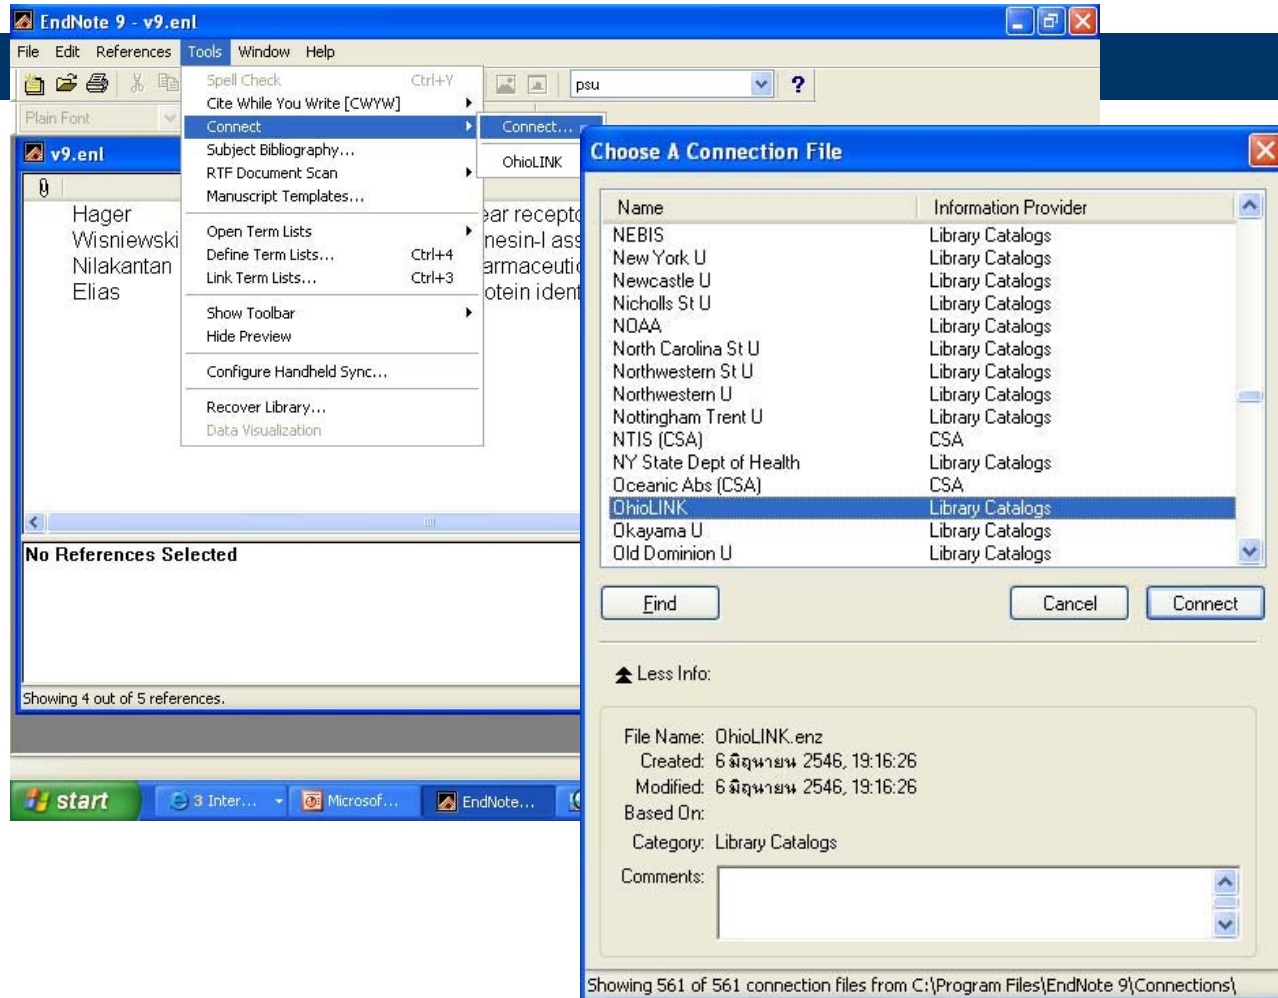 EndNote 9 - v9.enl
File Edit References Tools Window Help
psu
?
Plain Font
Spell Check Ctrl+Y
Cite While You Write [CWYW]
Connect
Subject Bibliography...
RTF Document Scan
Manuscript Templates...
Open Term Lists
Define Term Lists... Ctrl+4
Link Term Lists... Ctrl+3
Show Toolbar
Hide Preview
Configure Handheld Sync...
Recover Library...
Data Visualization
Connect...
OhioLINK
v9.enl
Hager ear recepto
Wisniewski nesin-I ass
Nilakantan armaceutic
Elias otein ident
No References Selected
Showing 4 out of 5 references.
start
3 Inter...
Microsof...
EndNote...
Choose A Connection File
Name Information Provider
NEBIS Library Catalogs
New York U Library Catalogs
Newcastle U Library Catalogs
Nicholls St U Library Catalogs
NOAA Library Catalogs
North Carolina St U Library Catalogs
Northwestern St U Library Catalogs
Northwestern U Library Catalogs
Nottingham Trent U Library Catalogs
NTIS (CSA) CSA
NY State Dept of Health Library Catalogs
Oceanic Abs (CSA) CSA
OhioLINK Library Catalogs
Okayama U Library Catalogs
Old Dominion U Library Catalogs
Find Cancel Connect
Less Info:
File Name: OhioLINK.enz
Created: 6 มิถุนายน 2546, 19:16:26
Modified: 6 มิถุนายน 2546, 19:16:26
Based On:
Category: Library Catalogs
Comments:
Showing 561 of 561 connection files from C:\Program Files\EndNote 9\Connections\